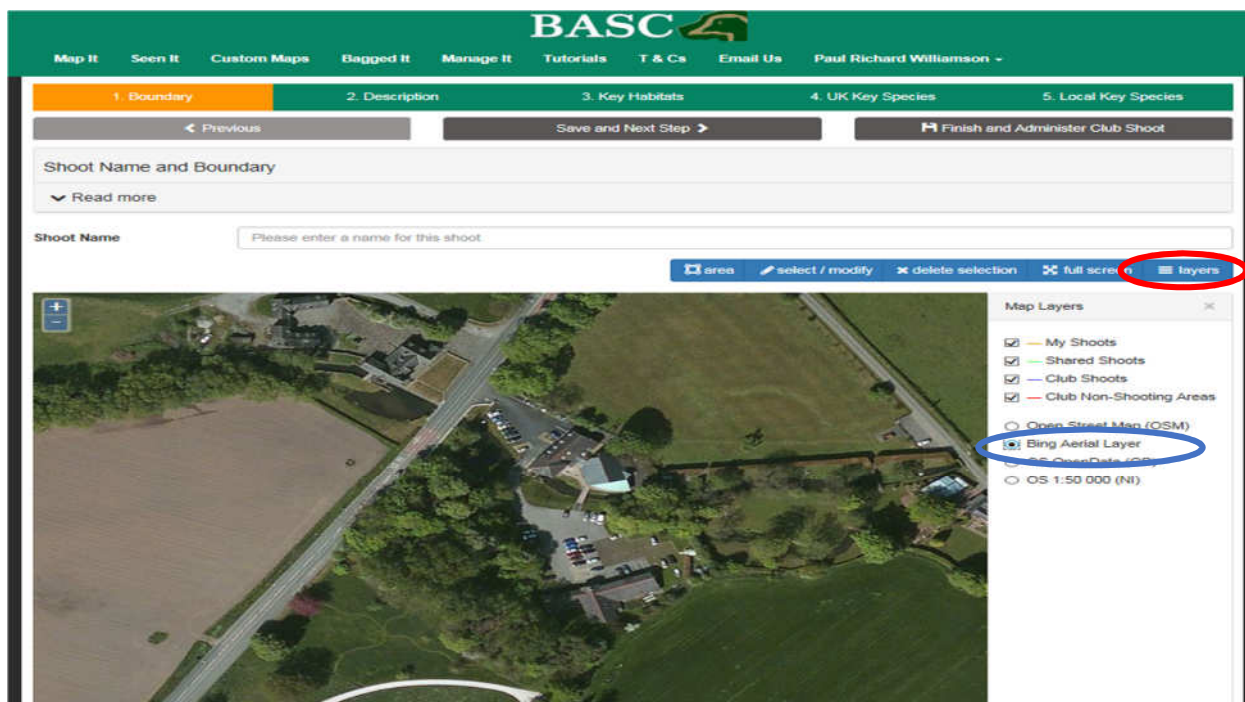 BASC
Map It Seen It Custom Maps Bagged It Manage It Tutorials T & Cs Email Us Paul Richard Williamson
1. Boundary 2. Description 3. Key Habitats 4. UK Key Species 5. Local Key Species
Previous Save and Next Step Finish and Administer Club Shoot
Shoot Name and Boundary
Read more
Shoot Name Please enter a name for this shoot
area select / modify delete selection full screen layers
+
-
Map Layers ×
My Shoots
Shared Shoots
Club Shoots
Club Non-Shooting Areas
Open Street Map (OSM)
Bing Aerial Layer
OS OpenData (GB)
OS 1:50 000 (NI)